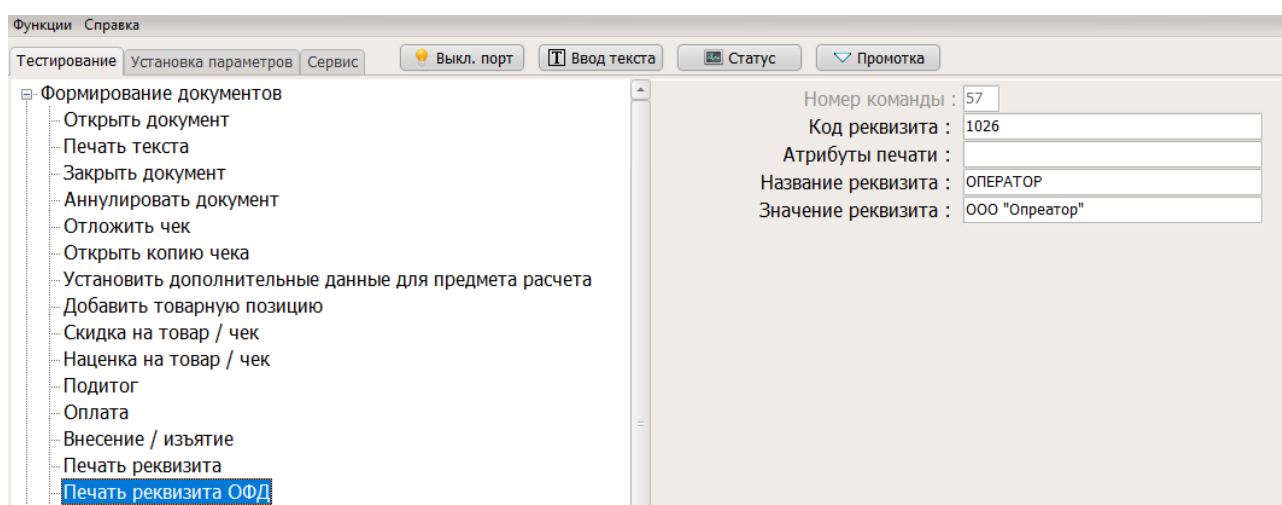 Функции Справка
Тестирование Установка параметров Сервис Выкл. порт Ввод текста Статус Промотка
Формирование документов
Открыть документ
Печать текста
Закрыть документ
Аннулировать документ
Отложить чек
Открыть копию чека
Установить дополнительные данные для предмета расчета
Добавить товарную позицию
Скидка на товар / чек
Наценка на товар / чек
Подитог
Оплата
Внесение / изъятие
Печать реквизита
Печать реквизита ОФД
Номер команды : 57
Код реквизита : 1026
Атрибуты печати :
Название реквизита : ОПЕРАТОР
Значение реквизита : ООО "Опреатор"